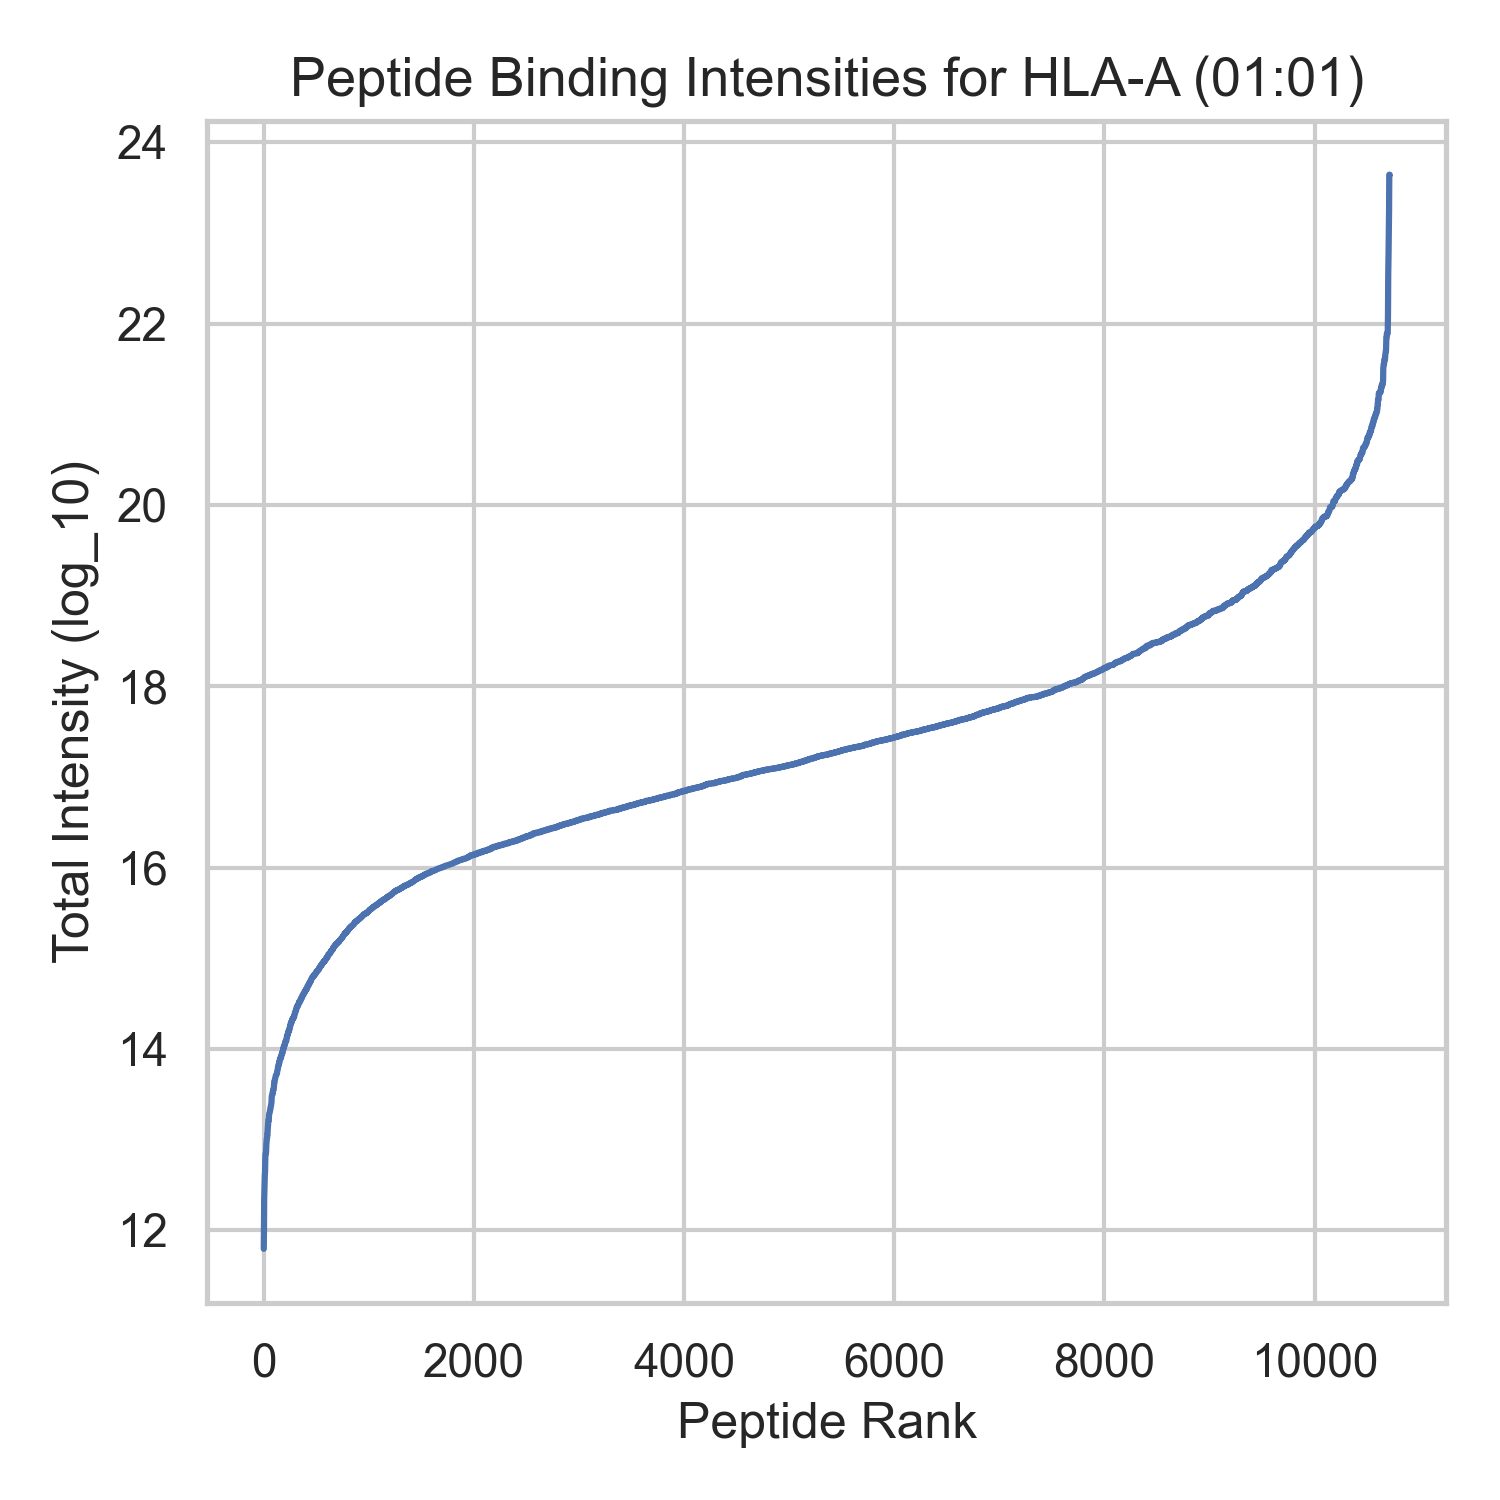 Peptide Binding Intensities for HLA-A (01:01)
24
22
20
18
16
14
12
Total Intensity (log_10)
0 2000 4000 6000 8000 10000
Peptide Rank